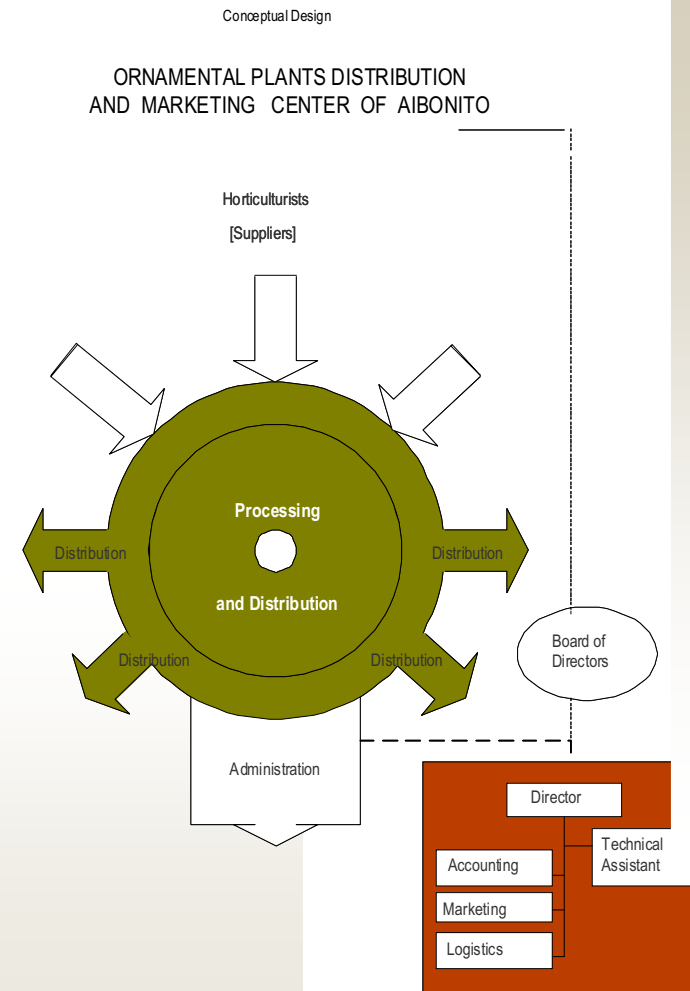 Conceptual Design
ORNAMENTAL PLANTS DISTRIBUTION
AND MARKETING CENTER OF AIBONITO
Horticulturists
[Suppliers]
Processing
Distribution
Distribution
and Distribution
Distribution
Distribution
Board of
Directors
Administration
Director
Technical
Assistant
Accounting
Marketing
Logistics